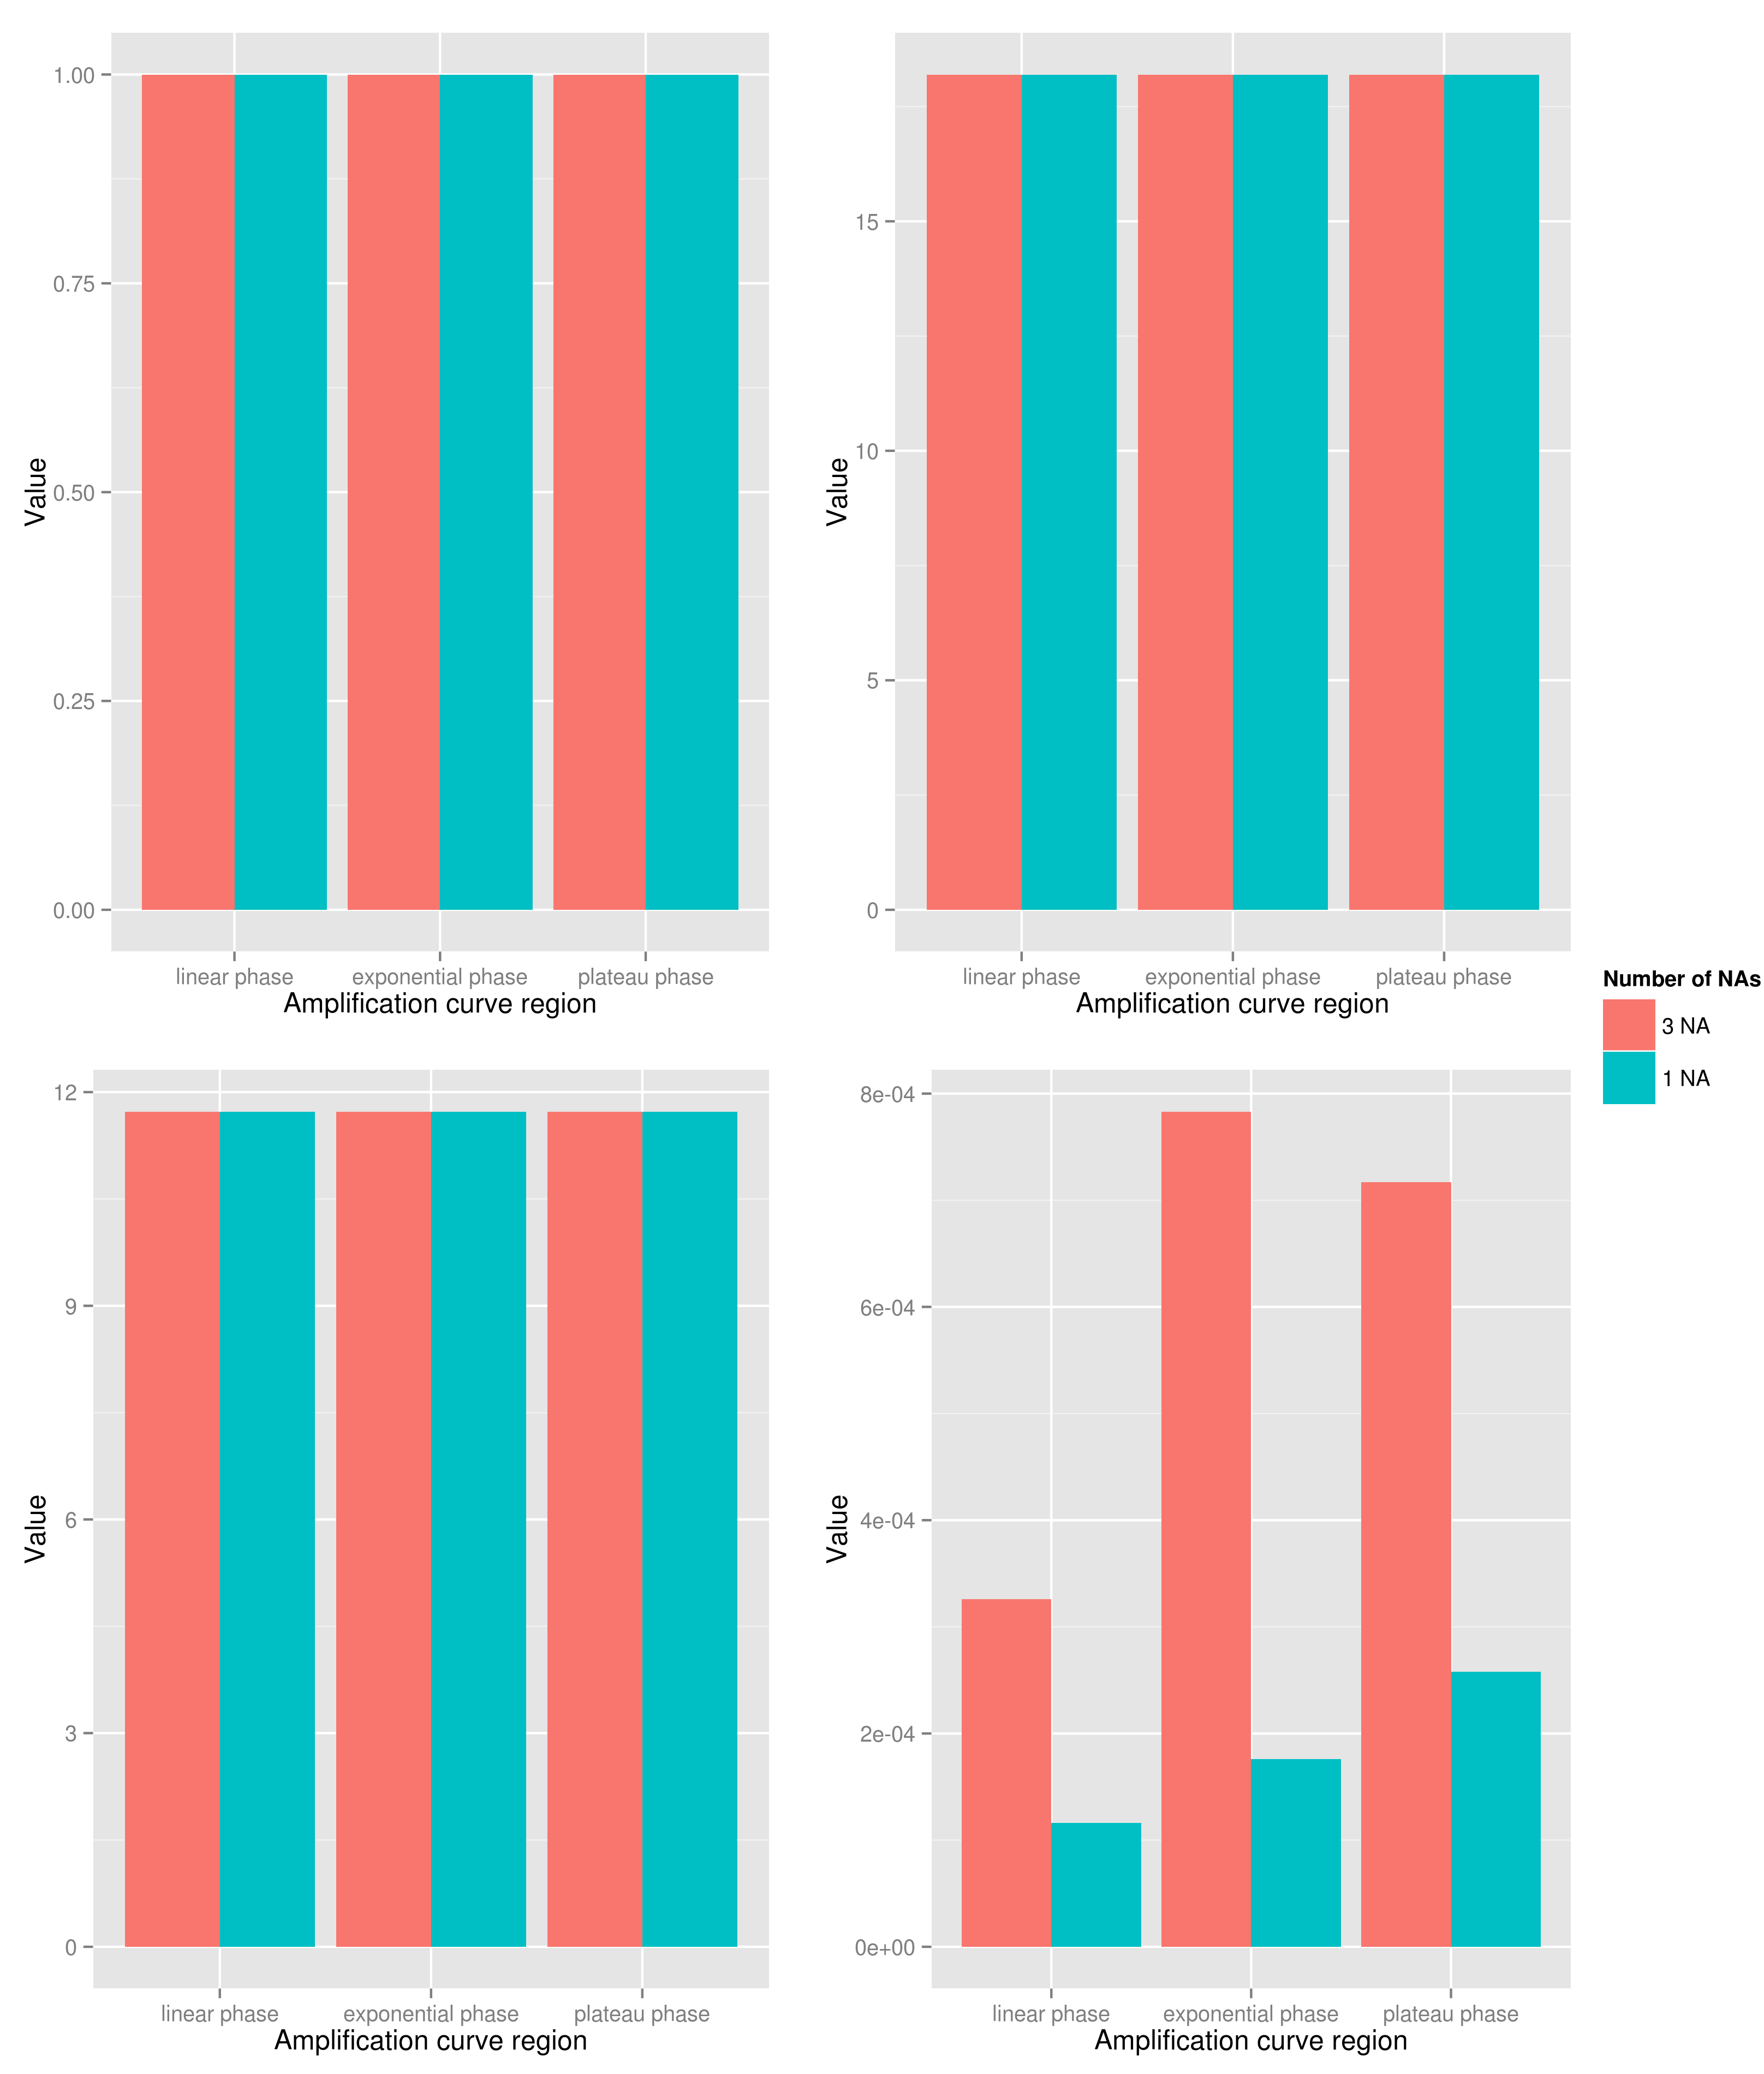 1.00
0.75
0.50
0.25
0.00
Value
linear phase exponential phase plateau phase
Amplification curve region
15
10
5
0
Value
linear phase exponential phase plateau phase
Amplification curve region
Number of NAs
3 NA
1 NA
12
9
6
3
0
Value
linear phase exponential phase plateau phase
Amplification curve region
8e-04
6e-04
4e-04
2e-04
0e+00
Value
linear phase exponential phase plateau phase
Amplification curve region